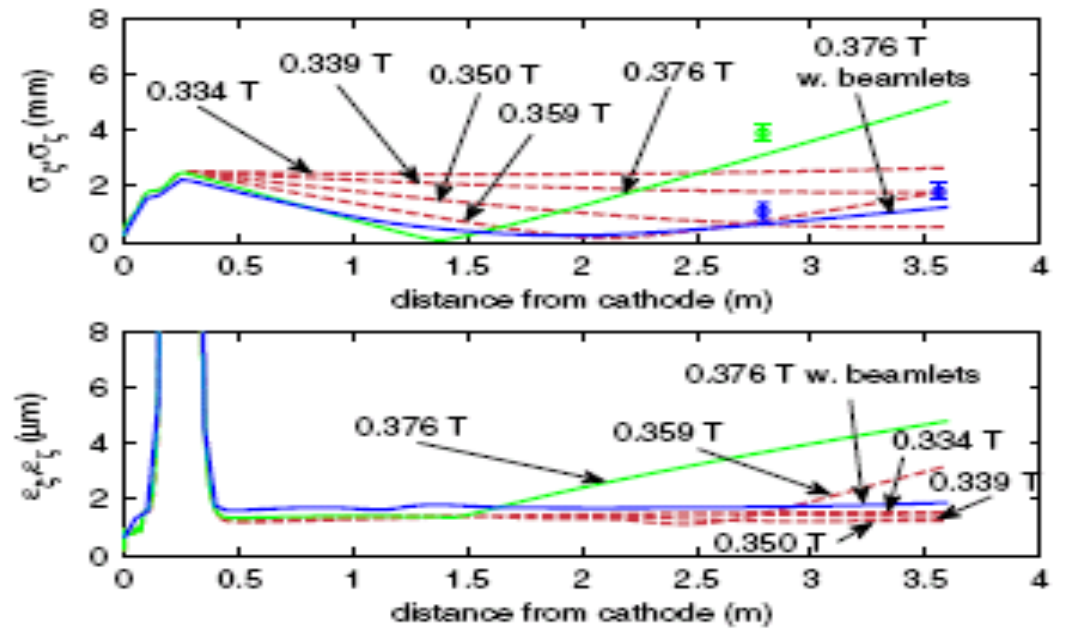 8
6
4
2
0
σξ,σζ (mm)
0.334 T
0.339 T
0.350 T
0.359 T
0.376 T
0.376 T
w. beamlets
0 0.5 1 1.5 2 2.5 3 3.5 4
distance from cathode (m)
8
6
4
2
0
εξ,εζ (μm)
0.376 T
0.359 T
0.376 T w. beamlets
0.334 T
0.339 T
0.350 T
0 0.5 1 1.5 2 2.5 3 3.5 4
distance from cathode (m)